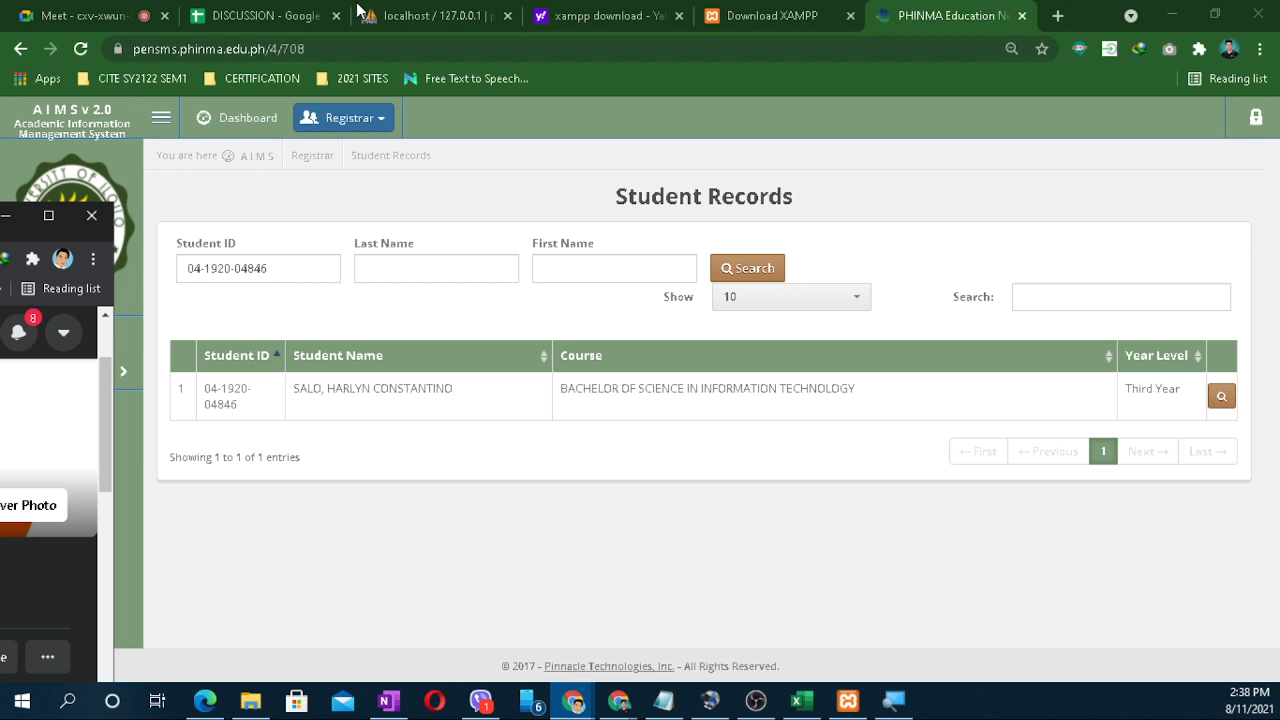 Meet - cxv-xwun-
DISCUSSION - Google
localhost / 127.0.0.1 | p
xampp download - Ya
Download XAMPP
PHINMA Education Ne
pensms.phinma.edu.ph/4/708
Apps
CITE SY2122 SEM1
CERTIFICATION
2021 SITES
Free Text to Speech...
Reading list
A I M S v 2.0
Academic Information
Management System
Dashboard
Registrar
You are here A I M S
Registrar
Student Records
Student Records
Student ID
Last Name
First Name
04-1920-04846
Search
Show
10
Search:
Reading list
8
Student ID
Student Name
Course
Year Level
1
04-1920-
04846
SALO, HARLYN CONSTANTINO
BACHELOR OF SCIENCE IN INFORMATION TECHNOLOGY
Third Year
Showing 1 to 1 of 1 entries
← First
← Previous
1
Next →
Last →
ver Photo
e
© 2017 - Pinnacle Technologies, Inc. - All Rights Reserved.
1
6
2:38 PM
8/11/2021